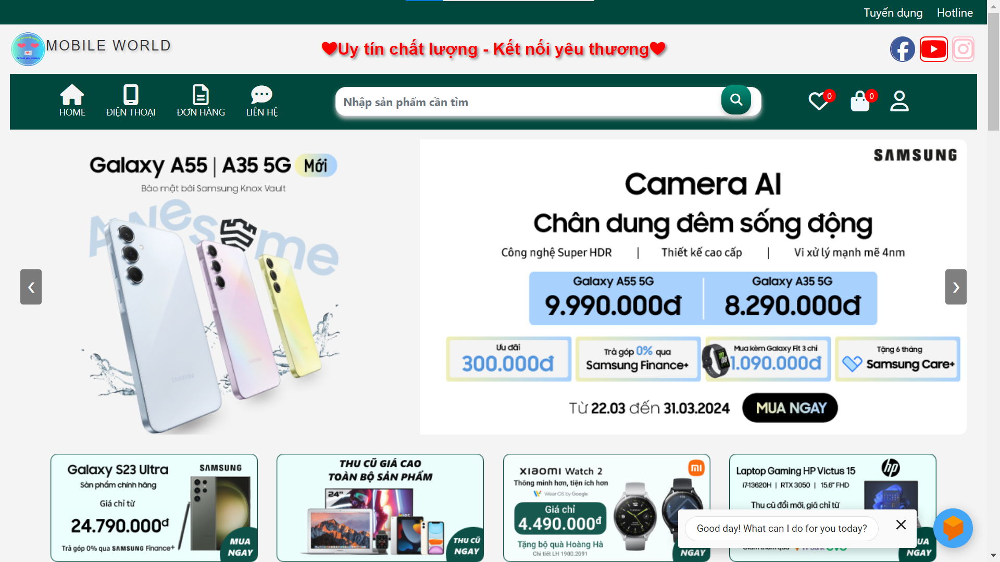 Tuyển dụng Hotline
MOBILE WORLD
Uy tín chất lượng - Kết nối yêu thương
HOME
ĐIỆN THOẠI
ĐƠN HÀNG
LIÊN HỆ
Nhập sản phẩm cần tìm
0
0
Galaxy A55 | A35 5G Mới
Bảo mật bởi Samsung Knox Vault
Awesome
SAMSUNG
SAMSUNG
Camera AI
Chân dung đêm sống động
Công nghệ Super HDR | Thiết kế cao cấp | Vi xử lý mạnh mẽ 4nm
Galaxy A55 5G
9.990.000đ
Galaxy A35 5G
8.290.000đ
Ưu đãi
300.000đ
Trả góp 0% qua
Samsung Finance+
Mua kèm Galaxy Fit 3 chỉ
1.090.000đ
Tặng 6 tháng
Samsung Care+
Từ 22.03 đến 31.03.2024
MUA NGAY
Galaxy S23 Ultra
SAMSUNG
Sản phẩm chính hãng
Giá chỉ từ
24.790.000đ
Trả góp 0% qua SAMSUNG Finance+
MUA
NGAY
THU CŨ GIÁ CAO
TOÀN BỘ SẢN PHẨM
24"
THU CŨ
NGAY
xiaomi Watch 2
Thông minh hơn, tiện ích hơn
Wear OS by Google
Giá chỉ
4.490.000đ
Tặng bộ quà Hoàng Hà
Chi tiết LH 1900.2091
mi
NGAY
hp
Laptop Gaming HP Victus 15
i7-13620H | RTX 3050 | 15.6" FHD
Thu cũ đổi mới, giá chỉ từ
NGAY
Good day! What can I do for you today?